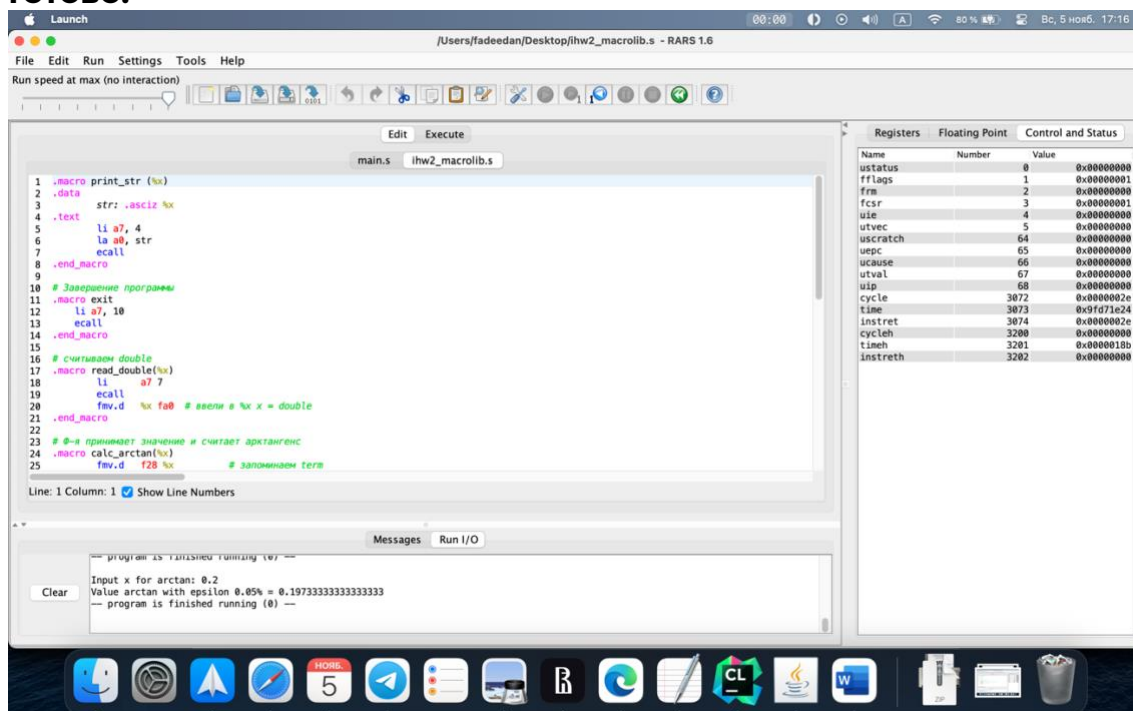 Launch
00:00
A
80 %
Вс, 5 нояб. 17:16
/Users/fadeedan/Desktop/ihw2_macrolib.s - RARS 1.6
File Edit Run Settings Tools Help
Run speed at max (no interaction)
Edit Execute
main.s ihw2_macrolib.s
1 .macro print_str (%x)
2 .data
3 str: .asciz %x
4 .text
5 li a7, 4
6 la a0, str
7 ecall
8 .end_macro
9
10 # Завершение программы
11 .macro exit
12 li a7, 10
13 ecall
14 .end_macro
15
16 # считываем double
17 .macro read_double(%x)
18 li a7 7
19 ecall
20 fmv.d %x fa0 # ввели в %x x = double
21 .end_macro
22
23 # Ф-я принимает значение и считает арктангенс
24 .macro calc_arctan(%x)
25 fmv.d f28 %x # запоминаем term
Line: 1 Column: 1 Show Line Numbers
Messages Run I/O
-- program is finished running (0) --
Input x for arctan: 0.2
Value arctan with epsilon 0.05% = 0.19733333333333333
-- program is finished running (0) --
Clear
Registers Floating Point Control and Status
Name Number Value
ustatus 0 0x00000000
fflags 1 0x00000001
frm 2 0x00000000
fcsr 3 0x00000001
uie 4 0x00000000
utvec 5 0x00000000
uscratch 64 0x00000000
uepc 65 0x00000000
ucause 66 0x00000000
utval 67 0x00000000
uip 68 0x00000000
cycle 3072 0x0000002e
time 3073 0x9fd71e24
instret 3074 0x0000002e
cycleh 3200 0x00000000
timeh 3201 0x0000018b
instreth 3202 0x00000000
НОЯБ.
5
CL
W
ZIP